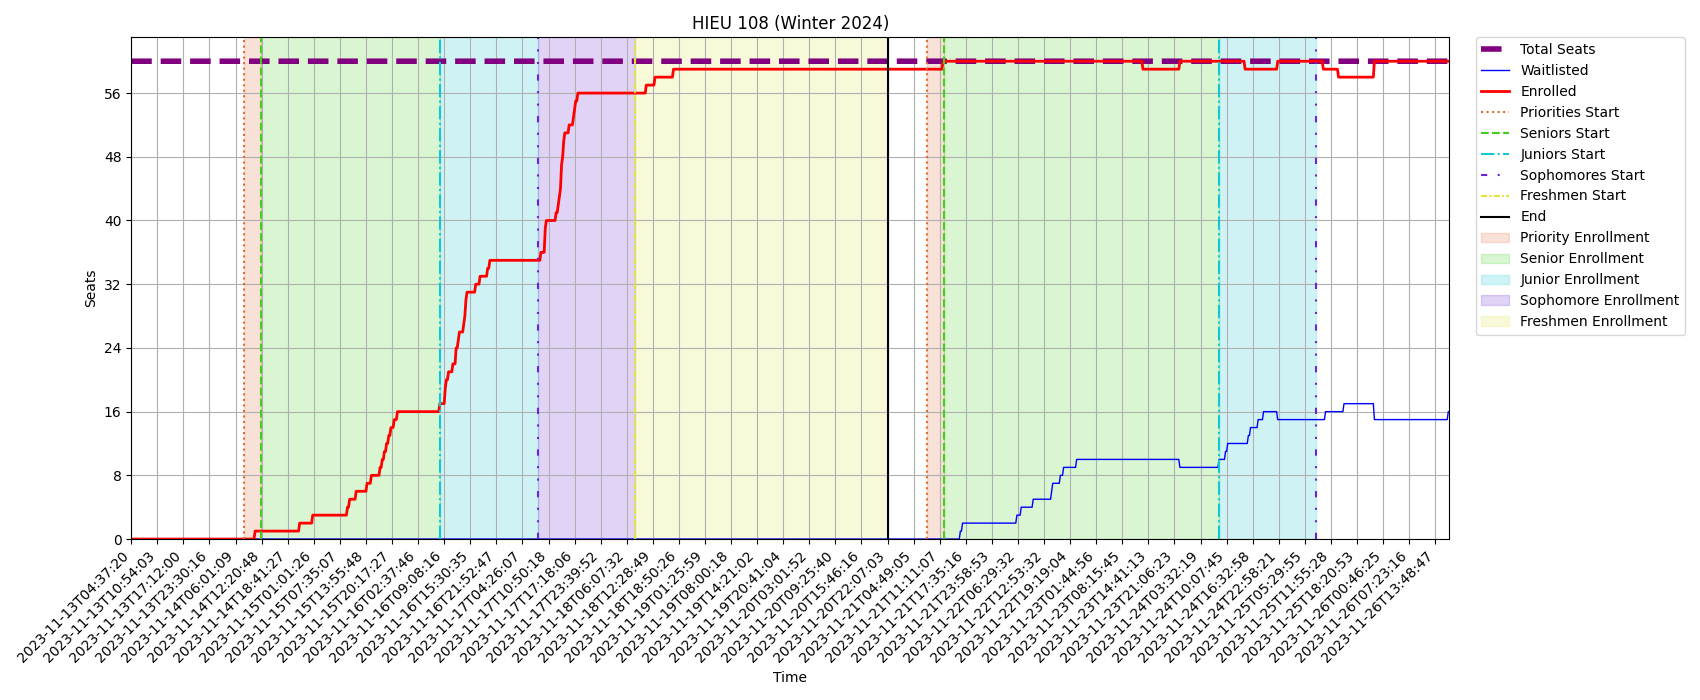 HIEU 108 (Winter 2024)
Seats
56
48
40
32
24
16
8
0
2023-11-13T04:37:20
2023-11-13T10:54:03
2023-11-13T17:12:00
2023-11-13T23:30:16
2023-11-14T06:01:09
2023-11-14T12:20:48
2023-11-14T18:41:27
2023-11-15T01:01:26
2023-11-15T07:35:07
2023-11-15T13:55:48
2023-11-15T20:17:27
2023-11-16T02:37:46
2023-11-16T09:08:16
2023-11-16T15:30:35
2023-11-16T21:52:47
2023-11-17T04:26:07
2023-11-17T10:50:18
2023-11-17T17:18:06
2023-11-17T23:39:52
2023-11-18T06:07:32
2023-11-18T12:28:49
2023-11-18T18:50:26
2023-11-19T01:25:59
2023-11-19T08:00:18
2023-11-19T14:21:02
2023-11-19T20:41:04
2023-11-20T03:01:52
2023-11-20T09:25:40
2023-11-20T15:46:16
2023-11-20T22:07:03
2023-11-21T04:49:05
2023-11-21T11:11:07
2023-11-21T17:35:16
2023-11-21T23:58:53
2023-11-22T06:29:32
2023-11-22T12:53:32
2023-11-22T19:19:04
2023-11-23T01:44:56
2023-11-23T08:15:45
2023-11-23T14:41:13
2023-11-23T21:06:23
2023-11-24T03:32:19
2023-11-24T10:07:45
2023-11-24T16:32:58
2023-11-24T22:58:21
2023-11-25T05:29:55
2023-11-25T11:55:28
2023-11-25T18:20:53
2023-11-26T00:46:25
2023-11-26T07:23:16
2023-11-26T13:48:47
Time
Total Seats
Waitlisted
Enrolled
Priorities Start
Seniors Start
Juniors Start
Sophomores Start
Freshmen Start
End
Priority Enrollment
Senior Enrollment
Junior Enrollment
Sophomore Enrollment
Freshmen Enrollment